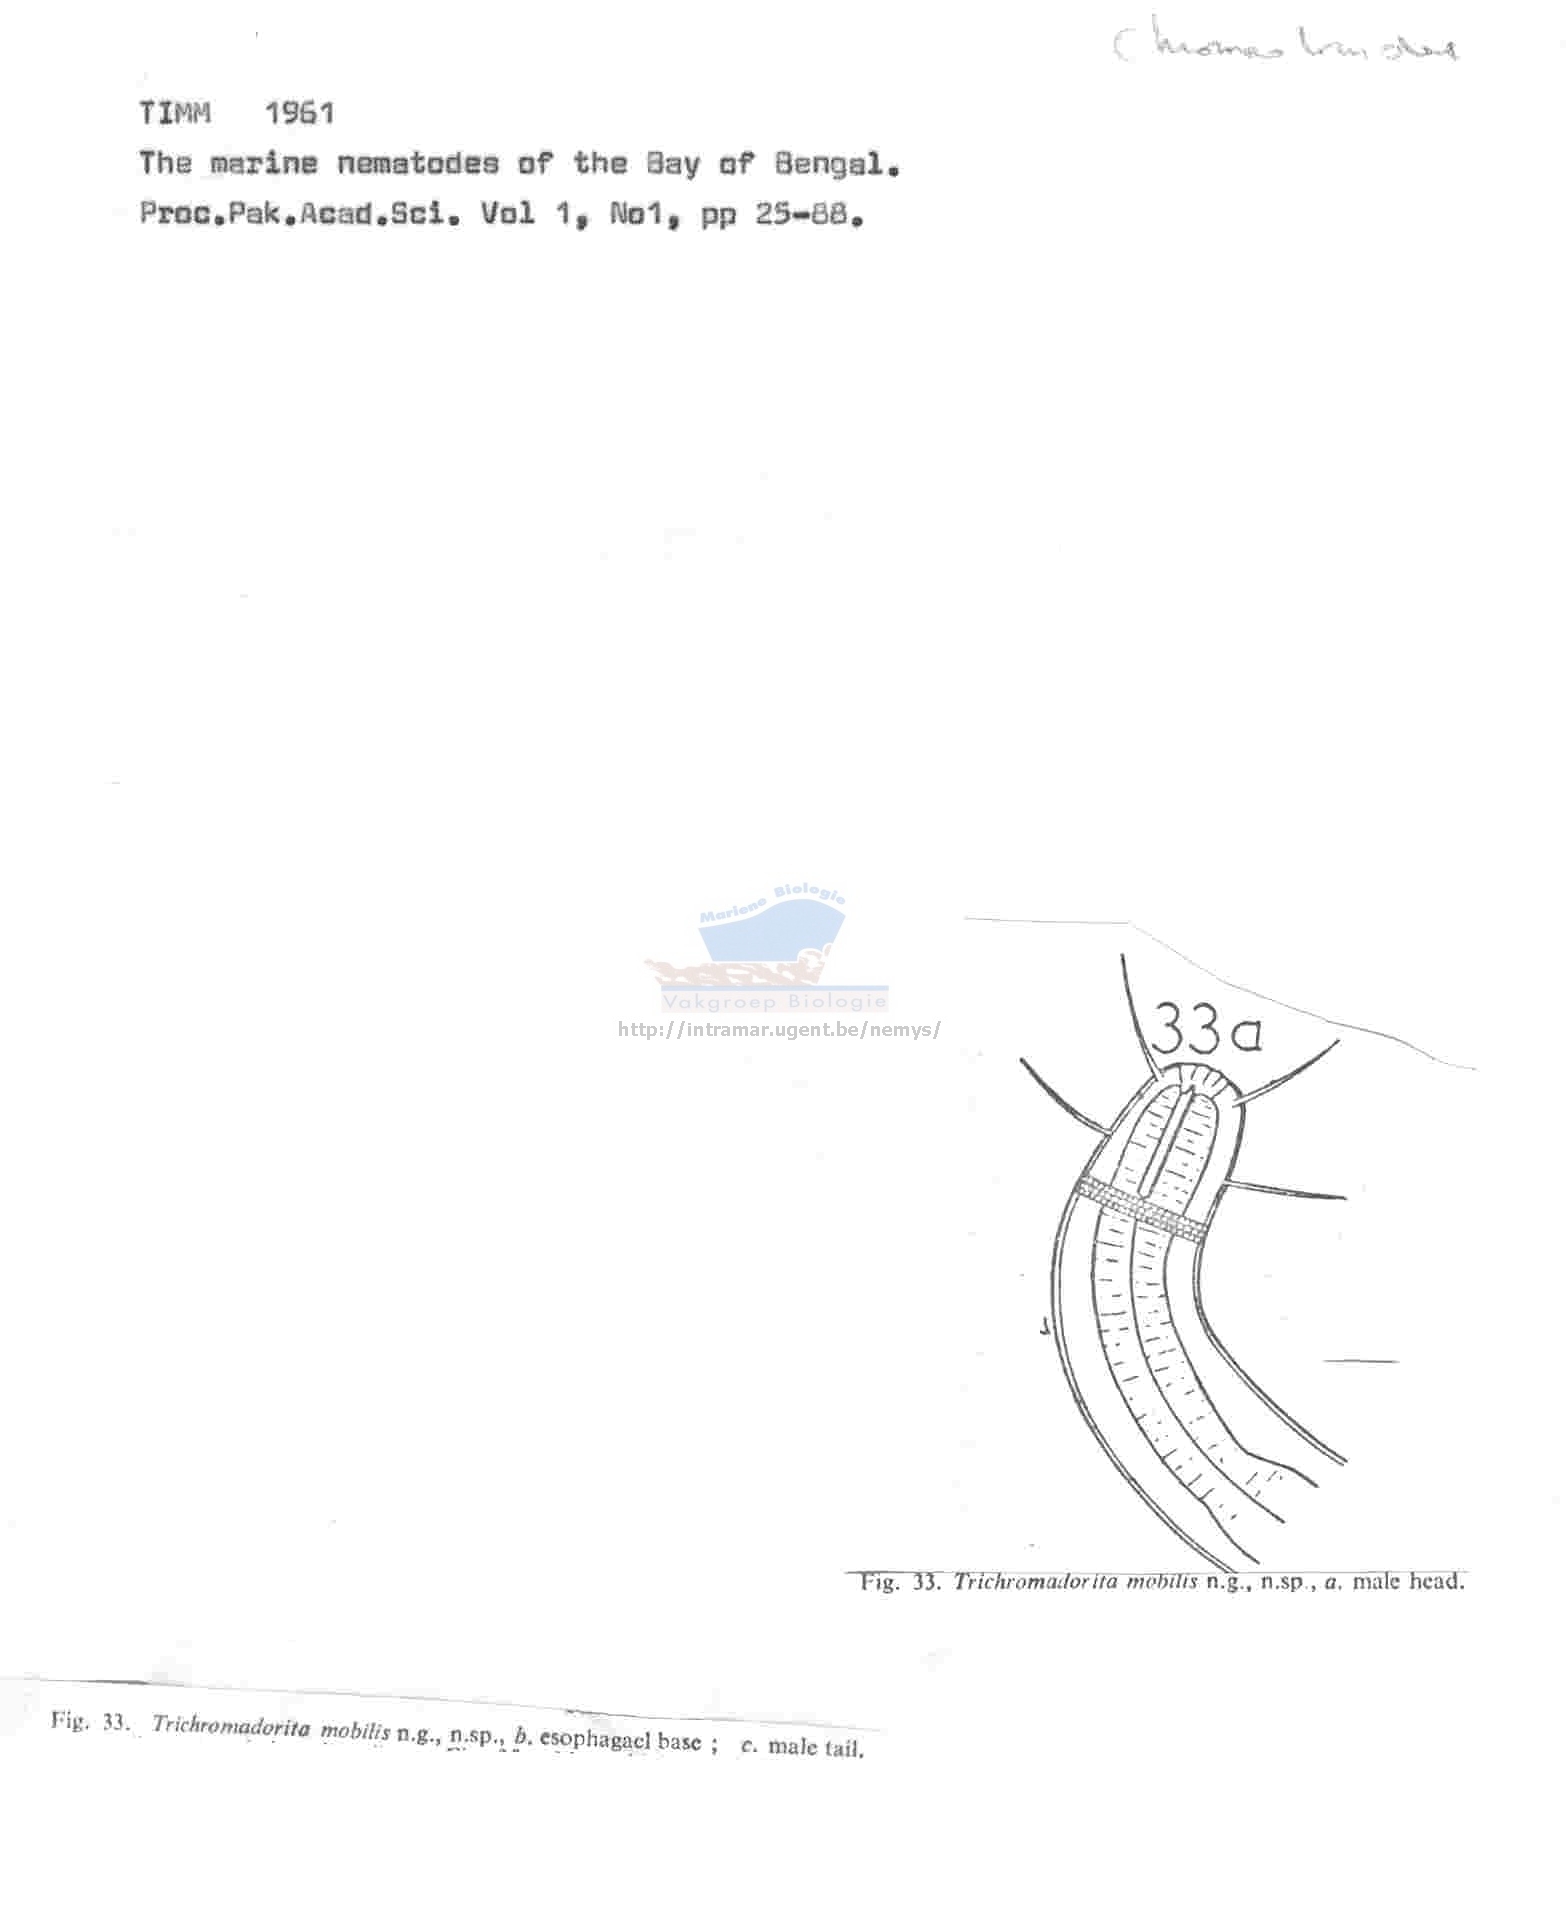 TIMM 1961
The marine nematodes of the Bay of Bengal.
Proc.Pak.Acad.Sci. Vol 1, No1, pp 25-88.
Mariene Biologie
Vakgroep Biologie
http://intramar.ugent.be/nemys/
33a
Fig. 33. Trichromadorita mobilis n.g., n.sp., a. male head.
Fig. 33. Trichromadorita mobilis n.g., n.sp., b. esophagael base ; c. male tail.